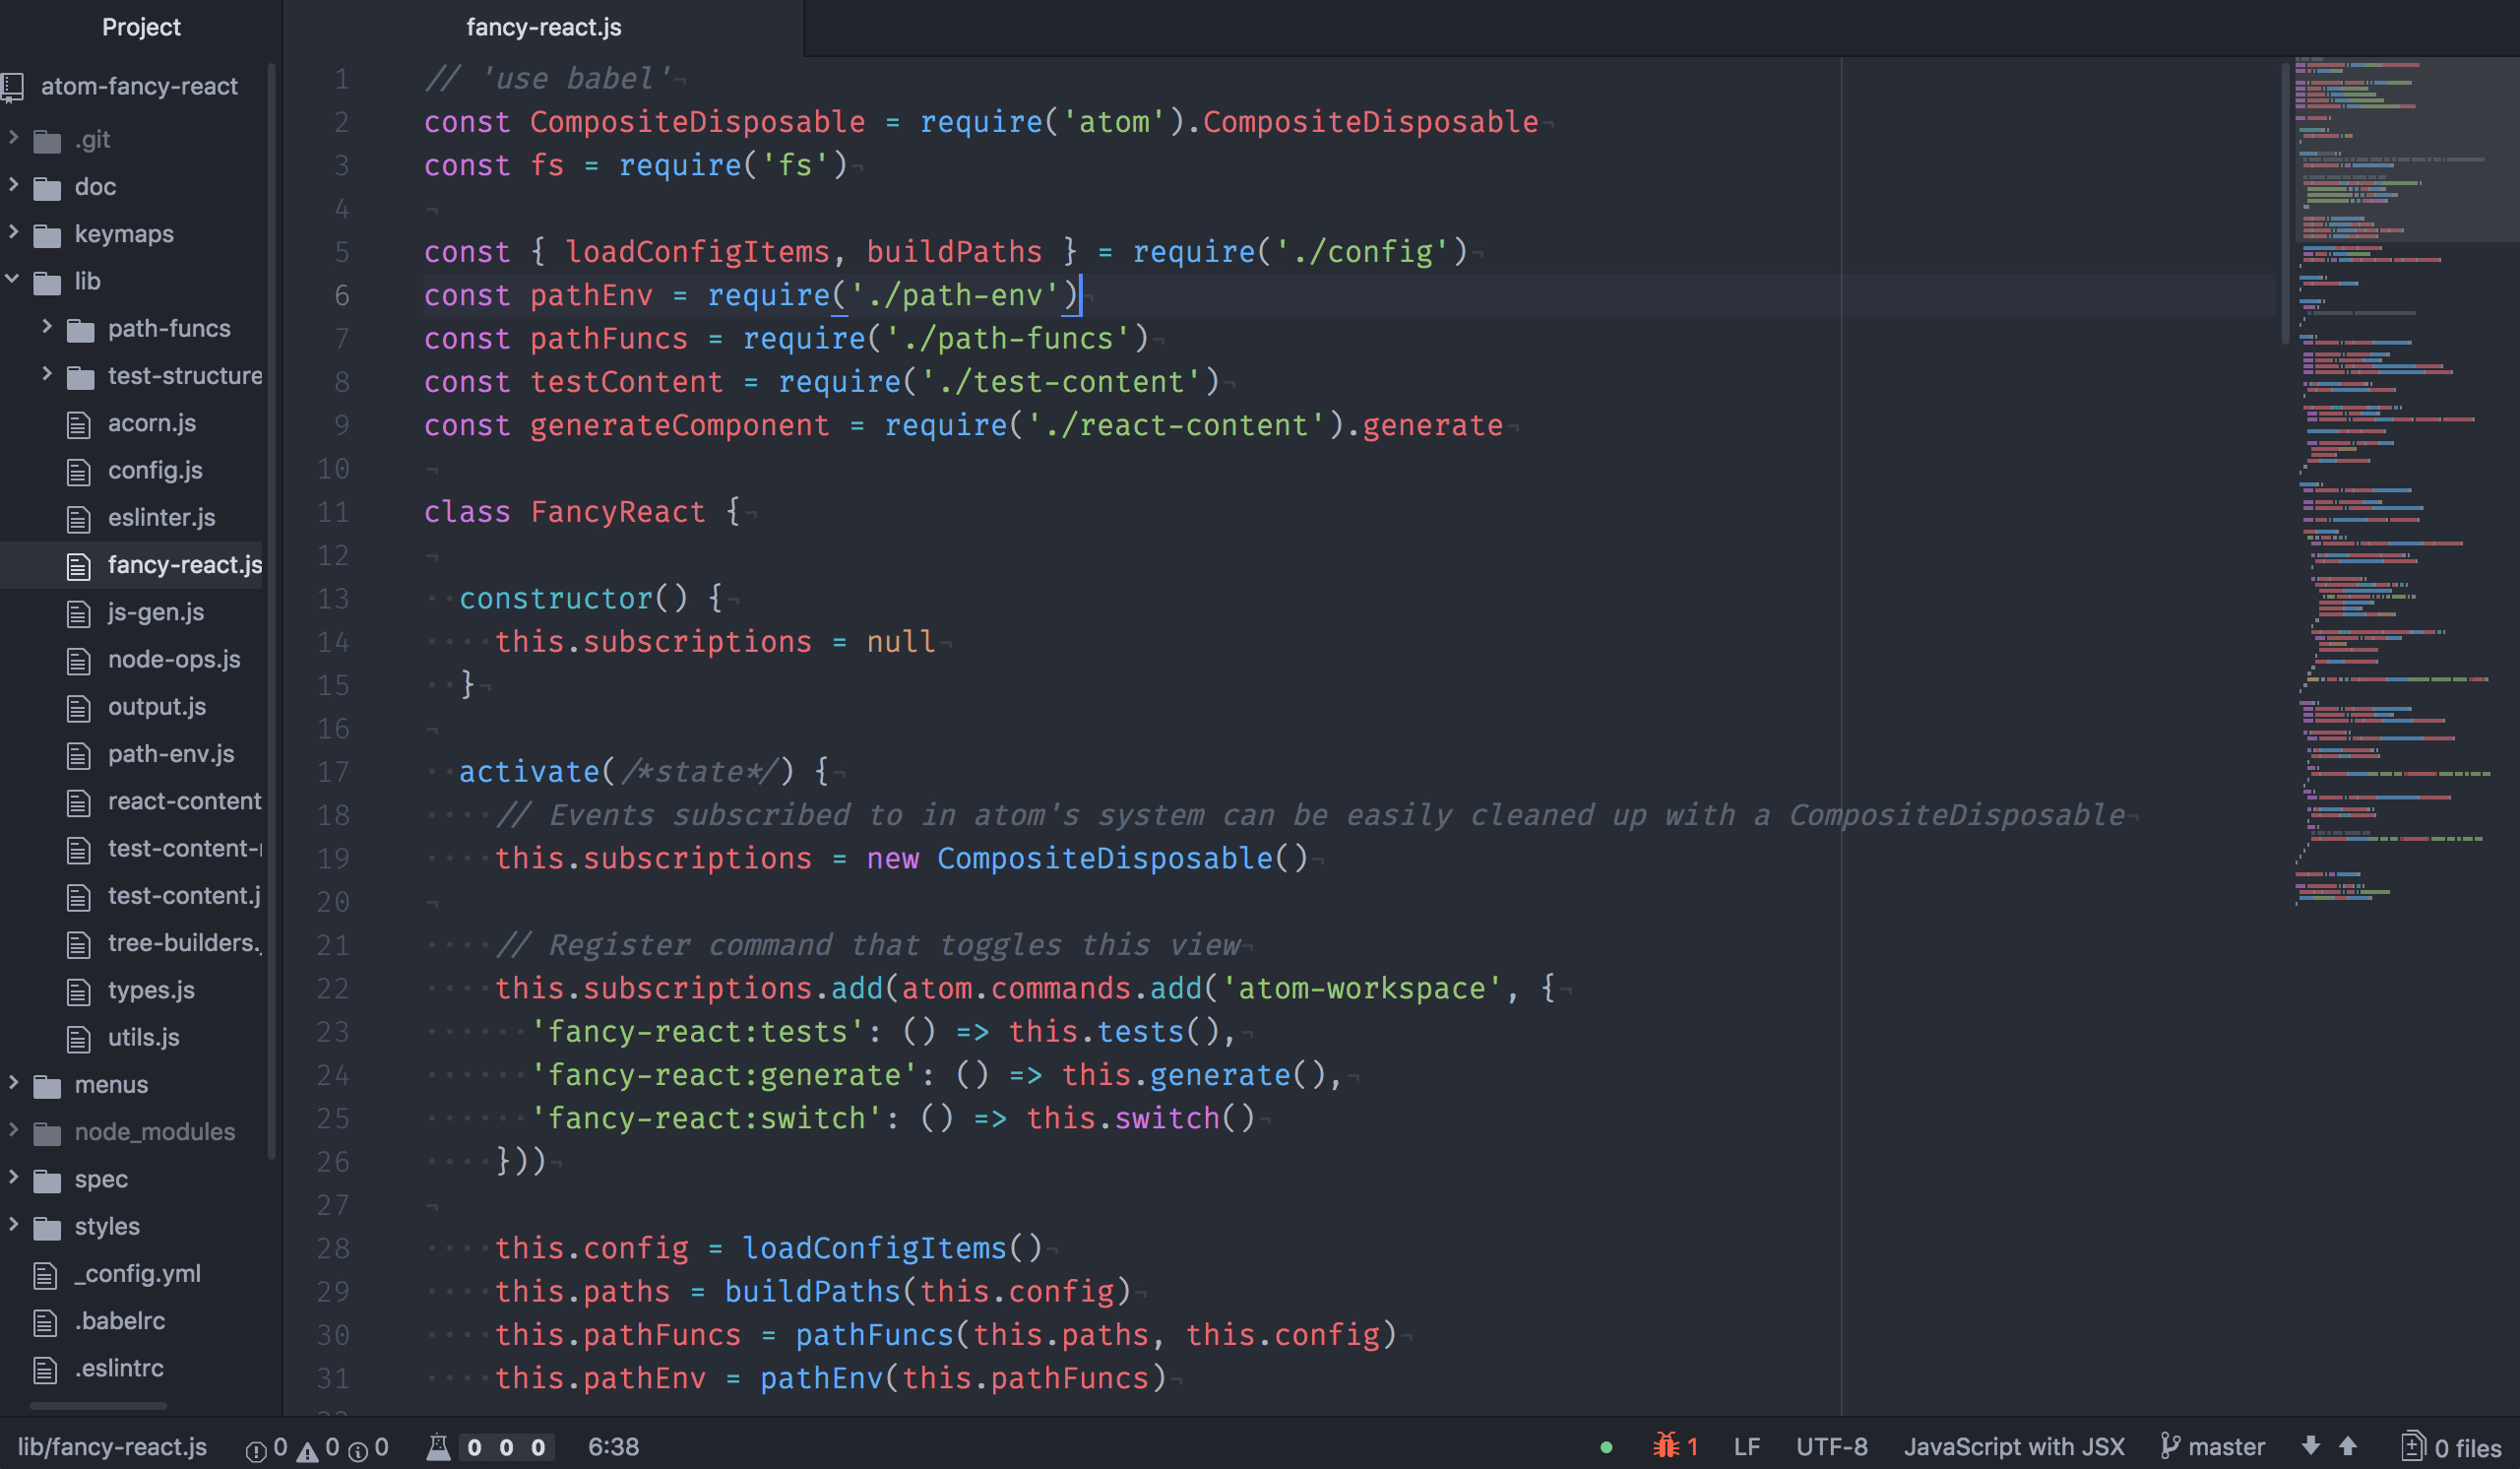 Project
atom-fancy-react
.git
doc
keymaps
lib
path-funcs
test-structure
acorn.js
config.js
eslinter.js
fancy-react.js
js-gen.js
node-ops.js
output.js
path-env.js
react-content
test-content-
test-content.j
tree-builders.
types.js
utils.js
menus
node_modules
spec
styles
_config.yml
.babelrc
.eslintrc
fancy-react.js
1 // 'use babel'¬
2 const CompositeDisposable = require('atom').CompositeDisposable¬
3 const fs = require('fs')¬
4 ¬
5 const { loadConfigItems, buildPaths } = require('./config')¬
6 const pathEnv = require('./path-env')¬
7 const pathFuncs = require('./path-funcs')¬
8 const testContent = require('./test-content')¬
9 const generateComponent = require('./react-content').generate¬
10 ¬
11 class FancyReact {¬
12 ¬
13 ··constructor() {¬
14 ····this.subscriptions = null¬
15 ··}¬
16 ¬
17 ··activate(/*state*/) {¬
18 ····// Events subscribed to in atom's system can be easily cleaned up with a CompositeDisposable¬
19 ····this.subscriptions = new CompositeDisposable()¬
20 ¬
21 ····// Register command that toggles this view¬
22 ····this.subscriptions.add(atom.commands.add('atom-workspace', {¬
23 ······'fancy-react:tests': () => this.tests(),¬
24 ······'fancy-react:generate': () => this.generate(),¬
25 ······'fancy-react:switch': () => this.switch()¬
26 ····}))¬
27 ¬
28 ····this.config = loadConfigItems()¬
29 ····this.paths = buildPaths(this.config)¬
30 ····this.pathFuncs = pathFuncs(this.paths, this.config)¬
31 ····this.pathEnv = pathEnv(this.pathFuncs)¬
lib/fancy-react.js 0 0 0 0 0 0 6:38 1 LF UTF-8 JavaScript with JSX master 0 files